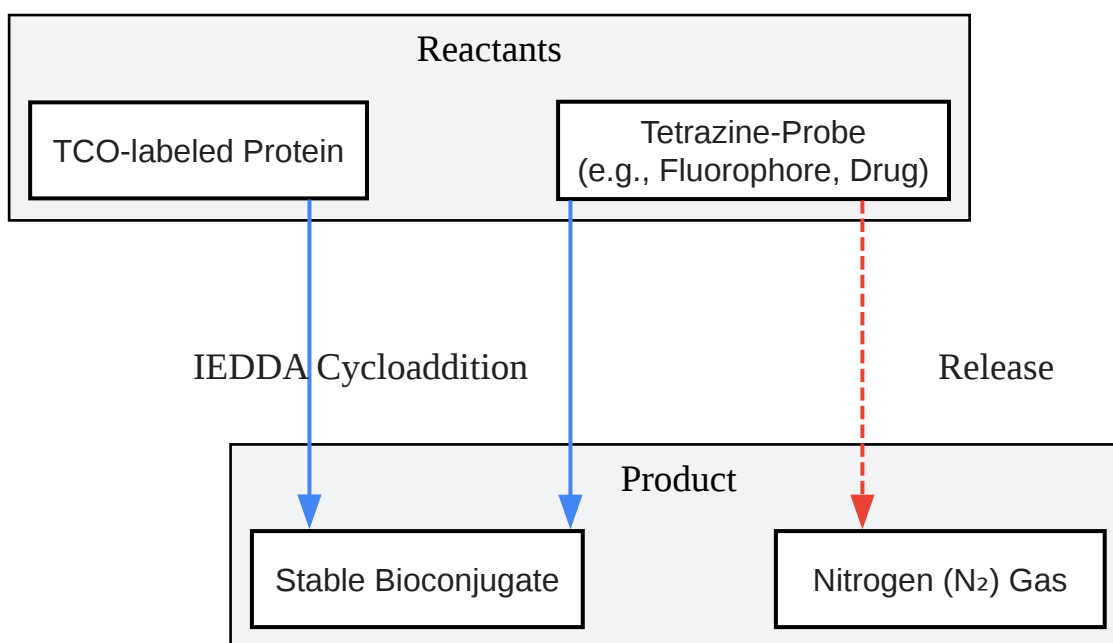 Reactants
TCO-labeled Protein
Tetrazine-Probe
(e.g., Fluorophore, Drug)
IEDDA Cycloaddition
Release
Product
Stable Bioconjugate
Nitrogen (N₂) Gas